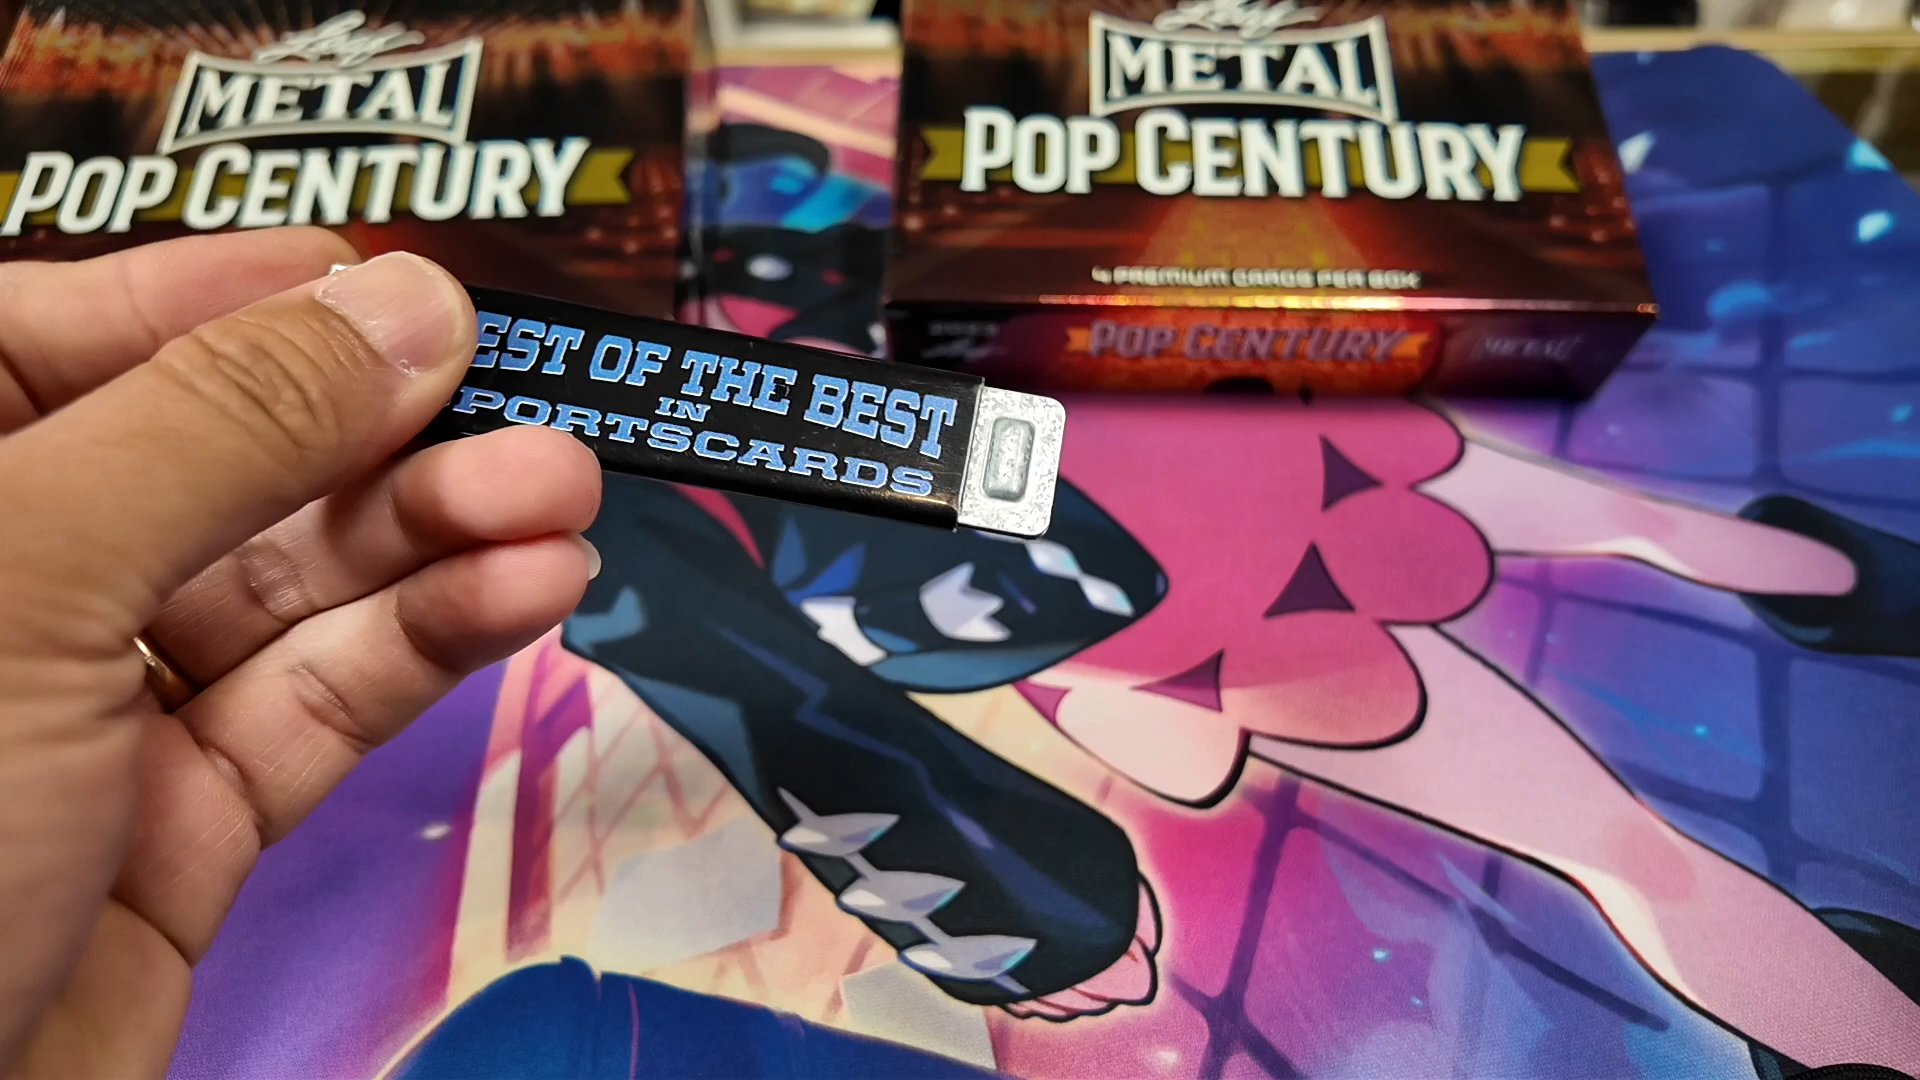 Leaf
METAL
POP CENTURY
Leaf
METAL
POP CENTURY
4 PREMIUM CARDS PER BOX
POP CENTURY
METAL
EST OF THE BEST
IN
PORTSCARDS